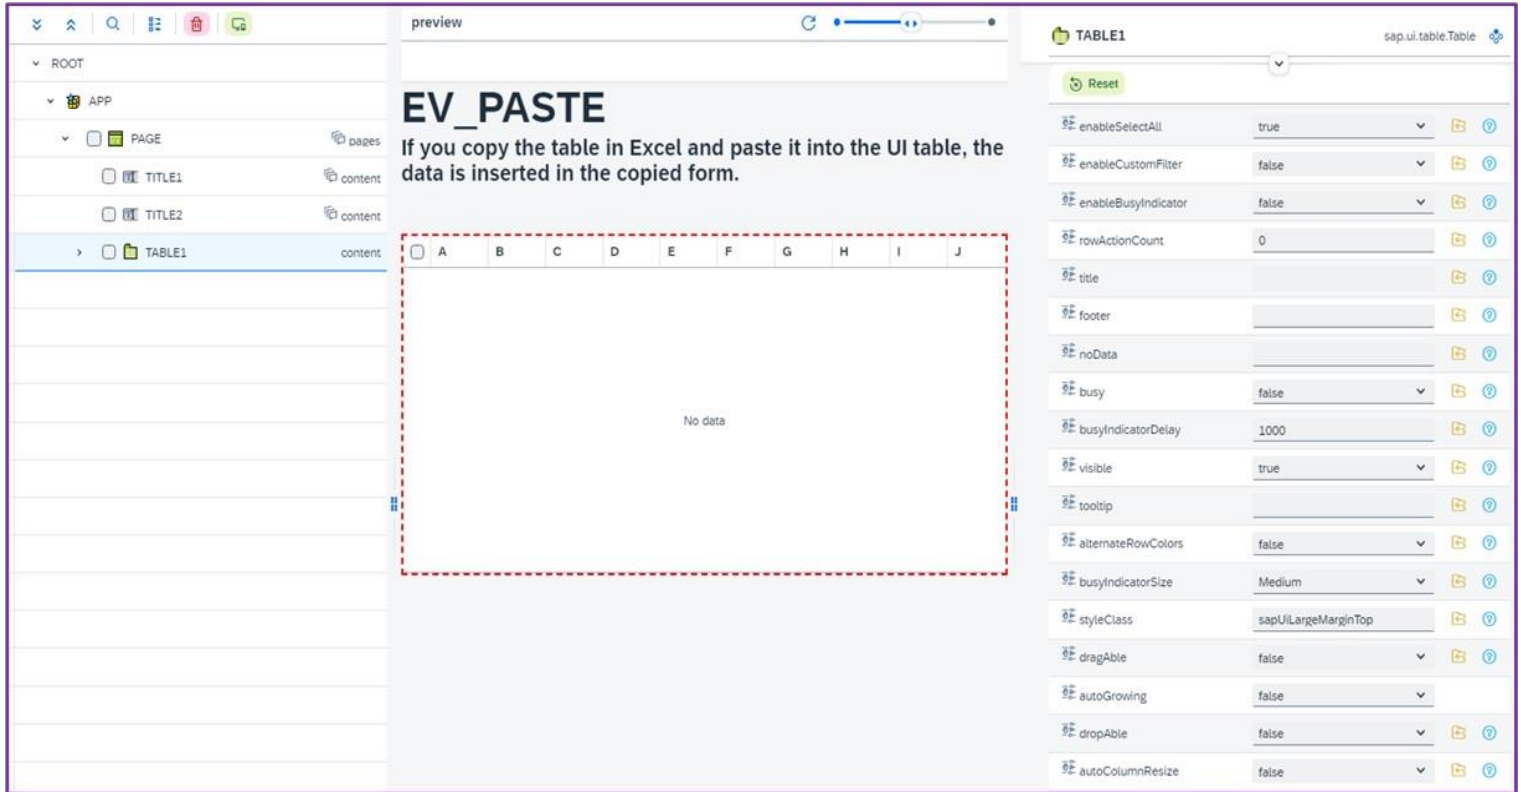 preview
ROOT
APP
PAGE
pages
TITLE1
content
TITLE2
content
TABLE1
content
EV_PASTE
If you copy the table in Excel and paste it into the UI table, the
data is inserted in the copied form.
A B C D E F G H I J
No data
TABLE1
sap.ui.table.Table
Reset
enableSelectAll true
enableCustomFilter false
enableBusyIndicator false
rowActionCount 0
title
footer
noData
busy false
busyIndicatorDelay 1000
visible true
tooltip
alternateRowColors false
busyIndicatorSize Medium
styleClass sapUiLargeMarginTop
dragAble false
autoGrowing false
dropAble false
autoColumnResize false